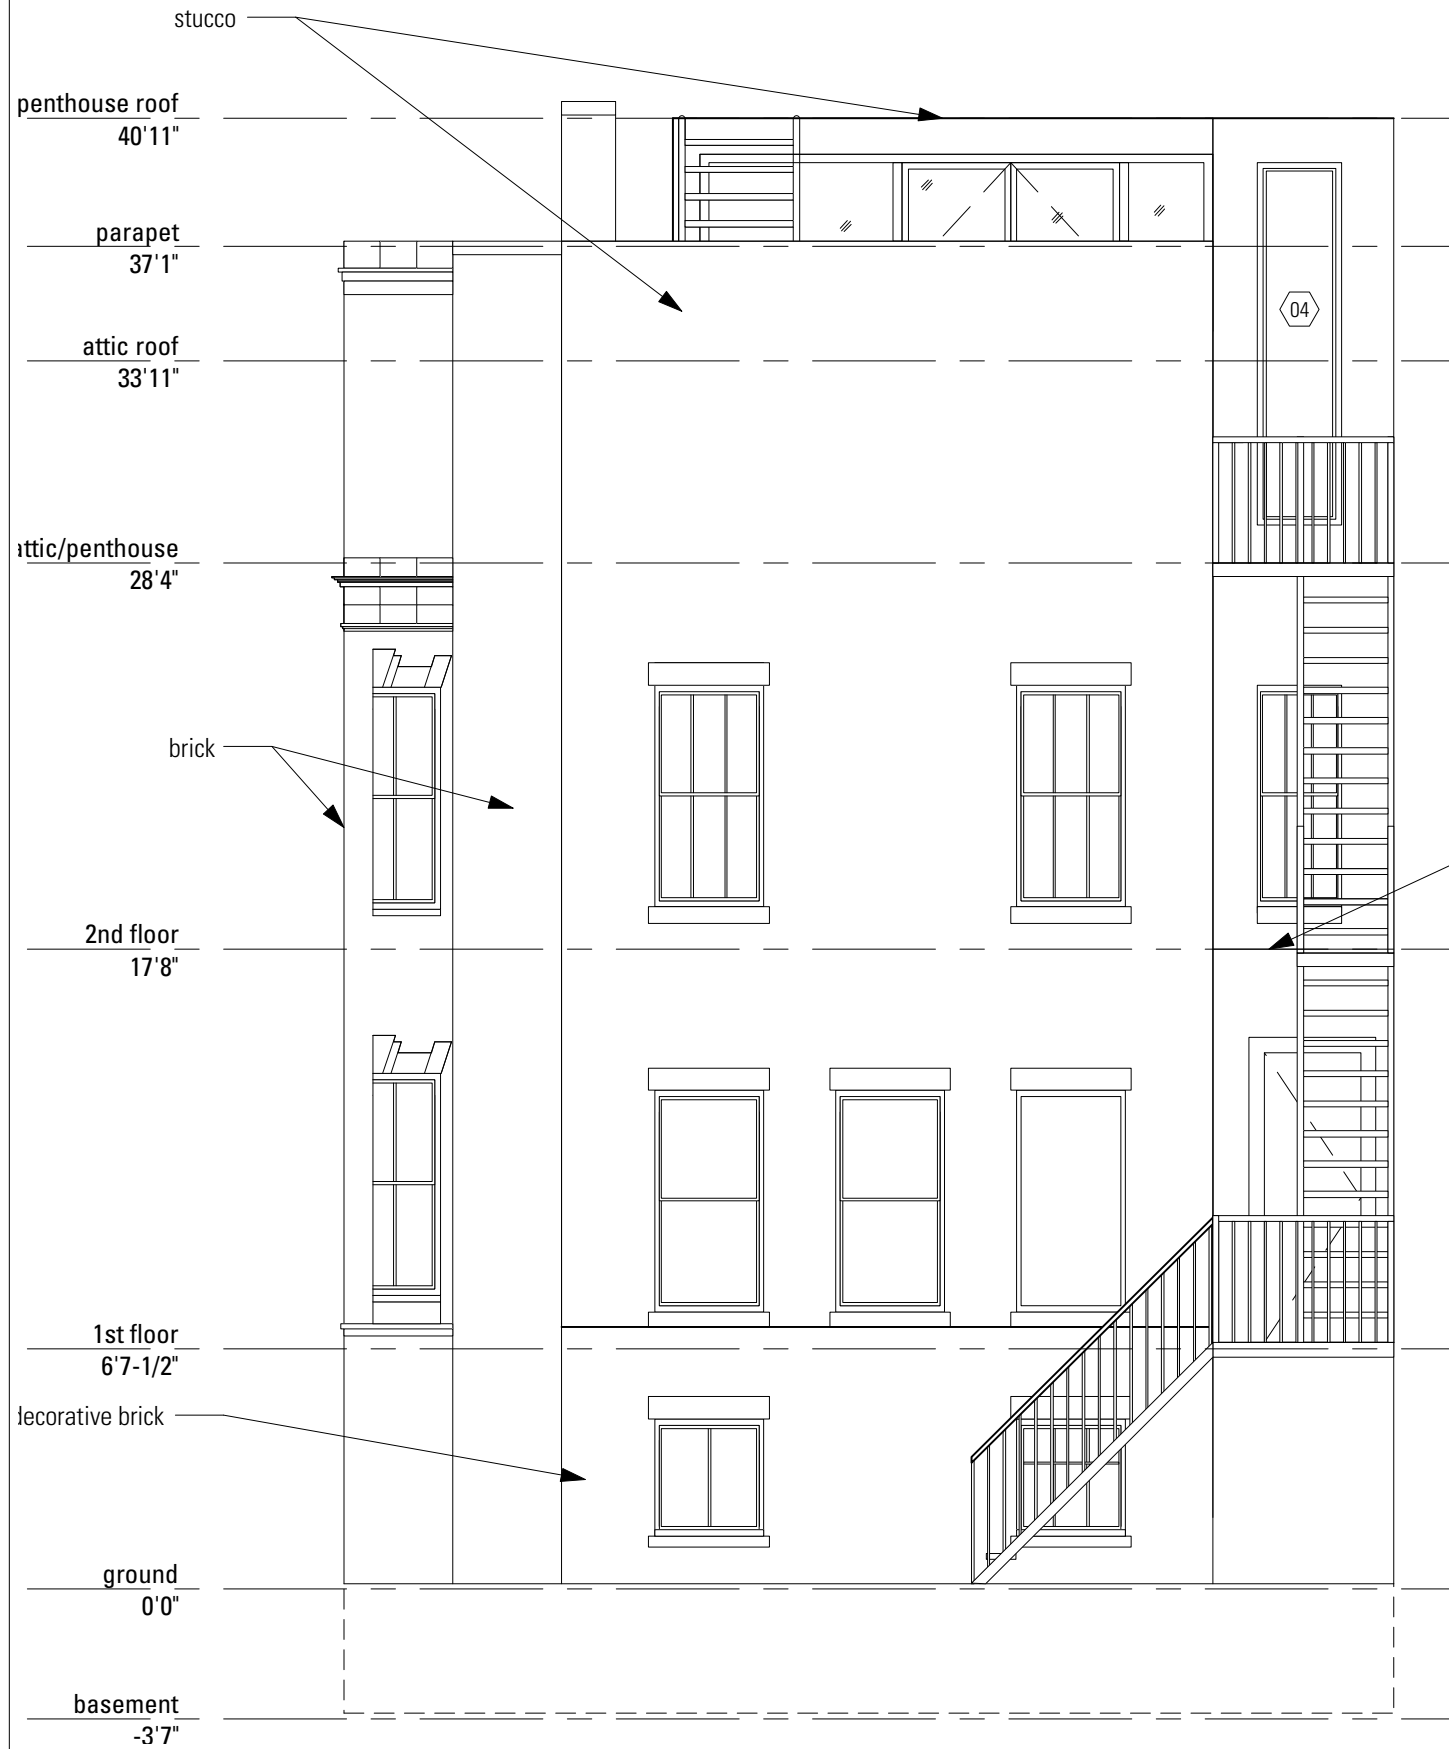 stucco
penthouse roof
40'11"
parapet
37'1"
04
attic roof
33'11"
attic/penthouse
28'4"
brick
2nd floor
17'8"
1st floor
6'7-1/2"
decorative brick
ground
0'0"
basement
-3'7"